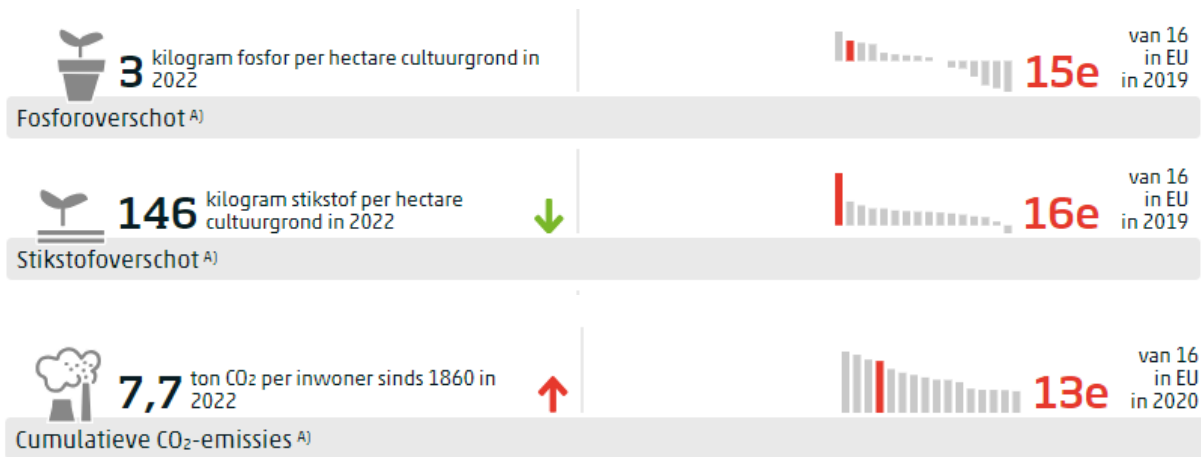 3 kilogram fosfor per hectare cultuurgrond in
2022
15e
van 16
in EU
in 2019
Fosforoverschot A)
146 kilogram stikstof per hectare
cultuurgrond in 2022
16e
van 16
in EU
in 2019
Stikstofoverschot A)
7,7 ton CO₂ per inwoner sinds 1860 in
2022
13e
van 16
in EU
in 2020
Cumulatieve CO₂-emissies A)